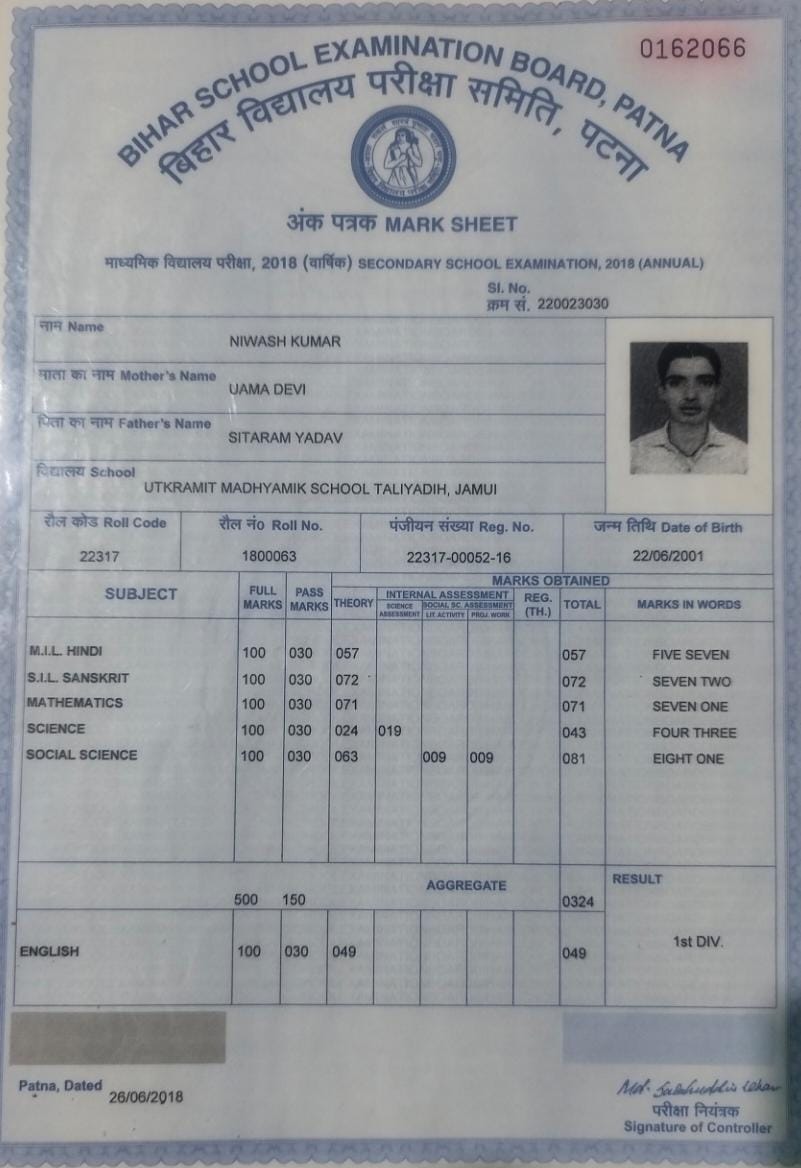 0162066
BIHAR SCHOOL EXAMINATION BOARD, PATNA
बिहार विद्यालय परीक्षा समिति, पटना
अंक पत्रक MARK SHEET
माध्यमिक विद्यालय परीक्षा, 2018 (वार्षिक) SECONDARY SCHOOL EXAMINATION, 2018 (ANNUAL)
Sl. No.
क्रम सं. 220023030
नाम Name
NIWASH KUMAR
माता का नाम Mother's Name
UAMA DEVI
पिता का नाम Father's Name
SITARAM YADAV
विद्यालय School
UTKRAMIT MADHYAMIK SCHOOL TALIYADIH, JAMUI
रौल कोड Roll Code रौल नं० Roll No. पंजीयन संख्या Reg. No. जन्म तिथि Date of Birth
22317 1800063 22317-00052-16 22/06/2001
MARKS OBTAINED
SUBJECT FULL MARKS PASS MARKS THEORY INTERNAL ASSESSMENT REG. (TH.) TOTAL MARKS IN WORDS
SCIENCE ASSESSMENT SOCIAL SC. ASSESSMENT
LIT. ACTIVITY PROJ. WORK
M.I.L. HINDI 100 030 057 057 FIVE SEVEN
S.I.L. SANSKRIT 100 030 072 072 SEVEN TWO
MATHEMATICS 100 030 071 071 SEVEN ONE
SCIENCE 100 030 024 019 043 FOUR THREE
SOCIAL SCIENCE 100 030 063 009 009 081 EIGHT ONE
500 150 AGGREGATE 0324 RESULT
ENGLISH 100 030 049 049 1st DIV.
Patna, Dated 26/06/2018
परीक्षा नियंत्रक
Signature of Controller